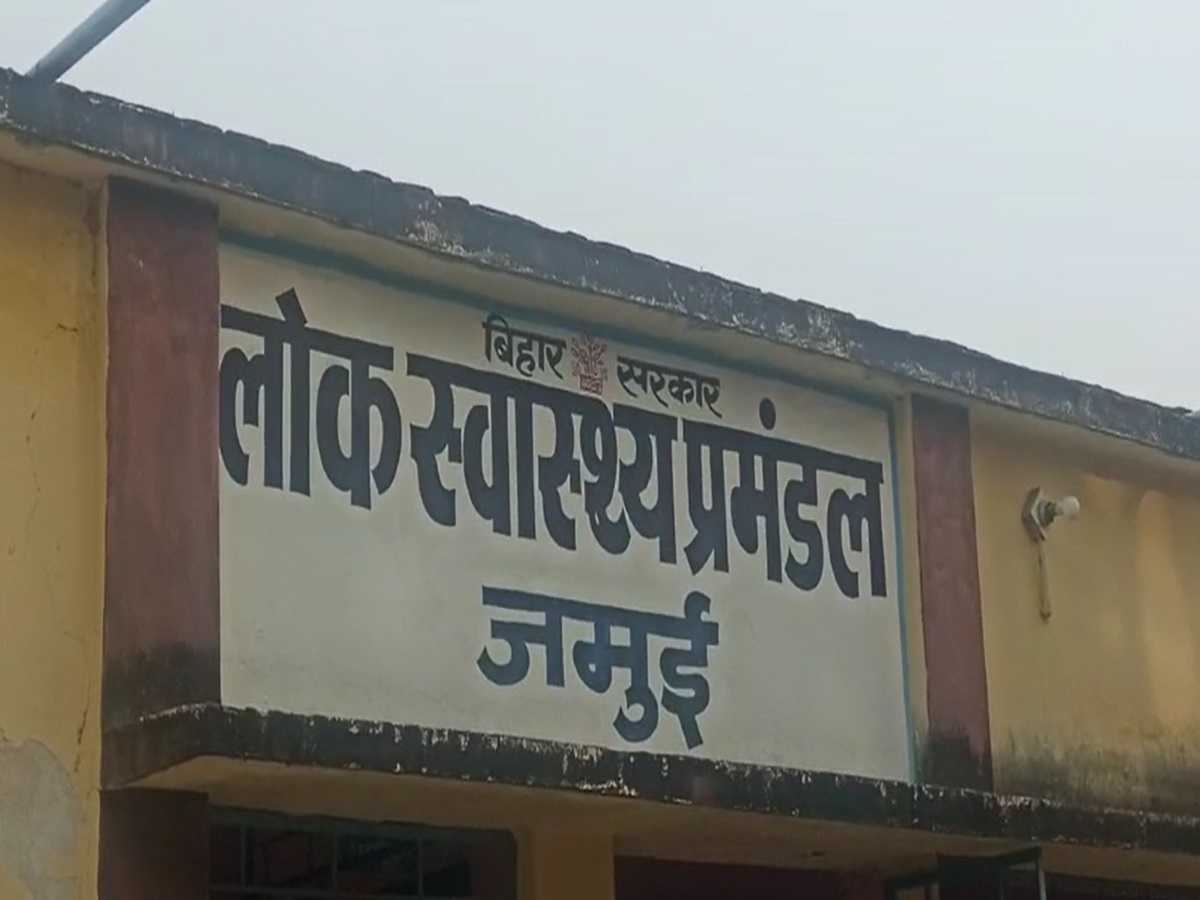 बिहार सरकार
लोक स्वास्थ्य प्रमंडल
जमुई